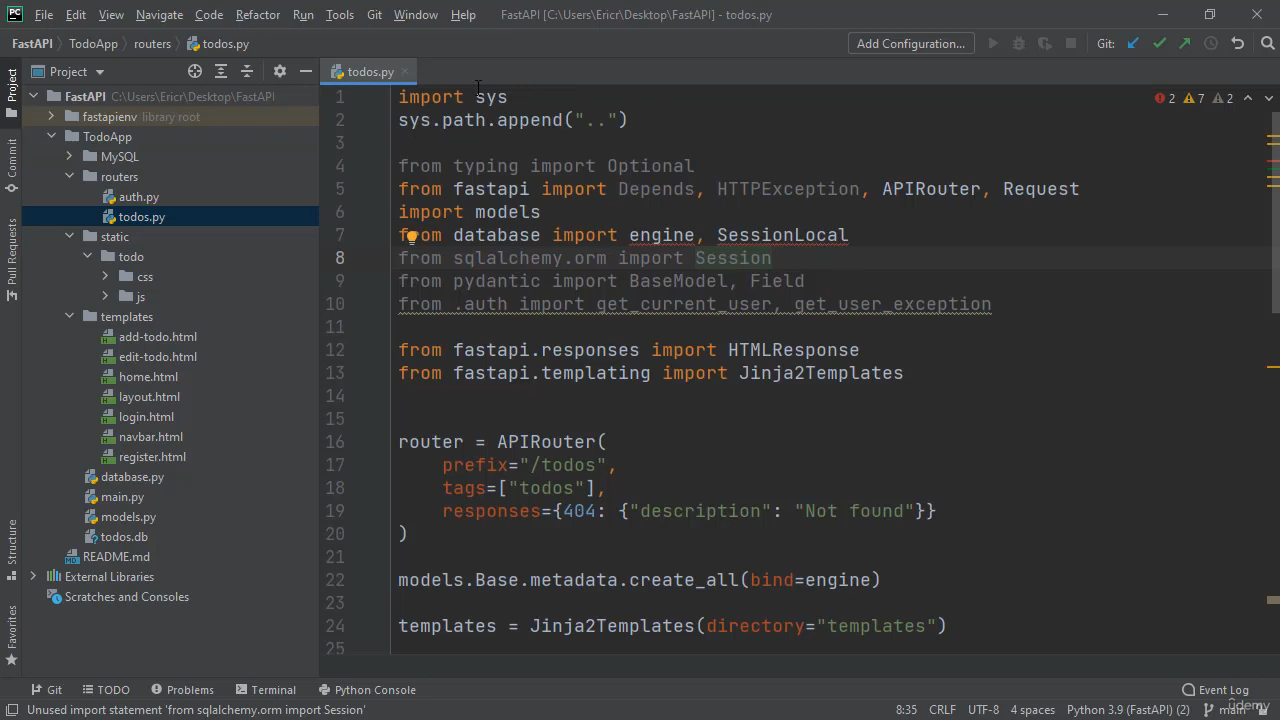 PC File Edit View Navigate Code Refactor Run Tools Git Window Help FastAPI [C:\Users\Ericr\Desktop\FastAPI] - todos.py
FastAPI TodoApp routers todos.py Add Configuration... Git:
Project
Commit
Pull Requests
Structure
Favorites
Project
FastAPI C:\Users\Ericr\Desktop\FastAPI
fastapienv library root
TodoApp
MySQL
routers
auth.py
todos.py
static
todo
css
js
templates
add-todo.html
edit-todo.html
home.html
layout.html
login.html
navbar.html
register.html
database.py
main.py
models.py
todos.db
README.md
External Libraries
Scratches and Consoles
todos.py
2 7 2
1 import sys
2 sys.path.append("..")
3
4 from typing import Optional
5 from fastapi import Depends, HTTPException, APIRouter, Request
6 import models
7 from database import engine, SessionLocal
8 from sqlalchemy.orm import Session
9 from pydantic import BaseModel, Field
10 from .auth import get_current_user, get_user_exception
11
12 from fastapi.responses import HTMLResponse
13 from fastapi.templating import Jinja2Templates
14
15
16 router = APIRouter(
17     prefix="/todos",
18     tags=["todos"],
19     responses={404: {"description": "Not found"}}
20 )
21
22 models.Base.metadata.create_all(bind=engine)
23
24 templates = Jinja2Templates(directory="templates")
25
Git TODO Problems Terminal Python Console Event Log
Unused import statement 'from sqlalchemy.orm import Session' 8:35 CRLF UTF-8 4 spaces Python 3.9 (FastAPI) (2) main
udemy